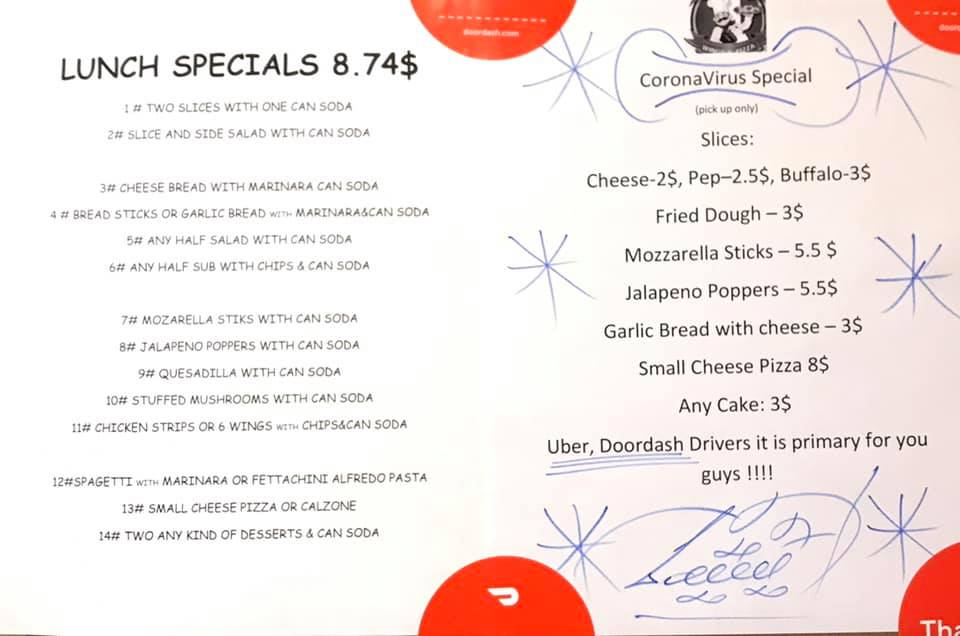 LUNCH SPECIALS 8.74$
1 # TWO SLICES WITH ONE CAN SODA
2# SLICE AND SIDE SALAD WITH CAN SODA
3# CHEESE BREAD WITH MARINARA CAN SODA
4 # BREAD STICKS OR GARLIC BREAD WITH MARINARA&CAN SODA
5# ANY HALF SALAD WITH CAN SODA
6# ANY HALF SUB WITH CHIPS & CAN SODA
7# MOZARELLA STIKS WITH CAN SODA
8# JALAPENO POPPERS WITH CAN SODA
9# QUESADILLA WITH CAN SODA
10# STUFFED MUSHROOMS WITH CAN SODA
11# CHICKEN STRIPS OR 6 WINGS WITH CHIPS&CAN SODA
12#SPAGETTI WITH MARINARA OR FETTACHINI ALFREDO PASTA
13# SMALL CHEESE PIZZA OR CALZONE
14# TWO ANY KIND OF DESSERTS & CAN SODA
doordash.com
CoronaVirus Special
(pick up only)
Slices:
Cheese-2$, Pep–2.5$, Buffalo-3$
Fried Dough – 3$
Mozzarella Sticks – 5.5 $
Jalapeno Poppers – 5.5$
Garlic Bread with cheese – 3$
Small Cheese Pizza 8$
Any Cake: 3$
Uber, Doordash Drivers it is primary for you
guys !!!!